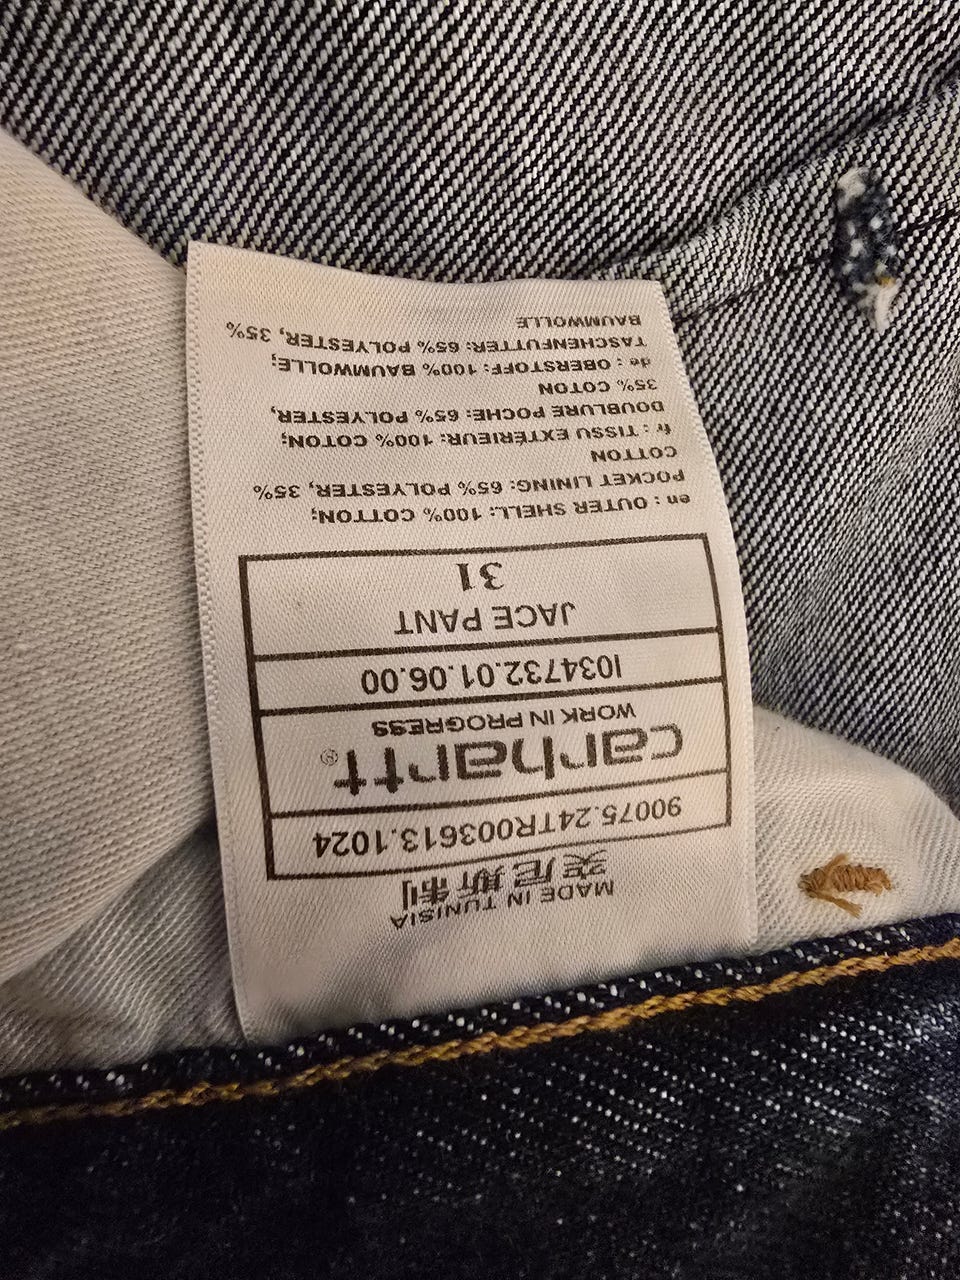 MADE IN TUNISIA
突尼斯制
90075.24TR003613.1024
carhartt®
WORK IN PROGRESS
I034732.01.06.00
JACE PANT
31
en : OUTER SHELL: 100% COTTON;
POCKET LINING: 65% POLYESTER, 35%
COTTON
fr : TISSU EXTÉRIEUR: 100% COTON;
DOUBLURE POCHE: 65% POLYESTER,
35% COTON
de : OBERSTOFF: 100% BAUMWOLLE;
TASCHENFUTTER: 65% POLYESTER, 35%
BAUMWOLLE